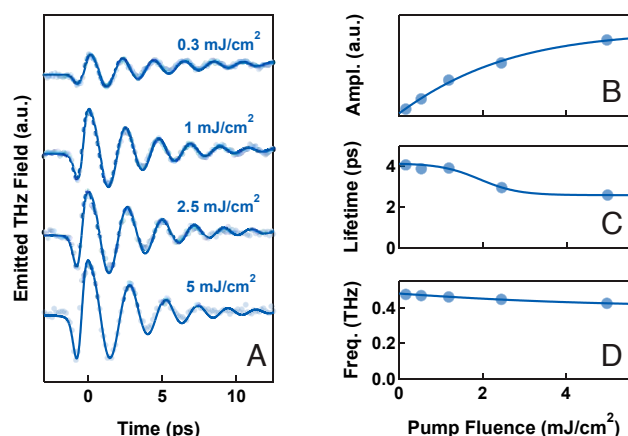 Emitted THz Field (a.u.)
0.3 mJ/cm²
1 mJ/cm²
2.5 mJ/cm²
5 mJ/cm²
A
0 5 10
Time (ps)
Ampl. (a.u.)
B
Lifetime (ps)
4
2
0
C
Freq. (THz)
0.4
0.0
D
0 2 4
Pump Fluence (mJ/cm²)